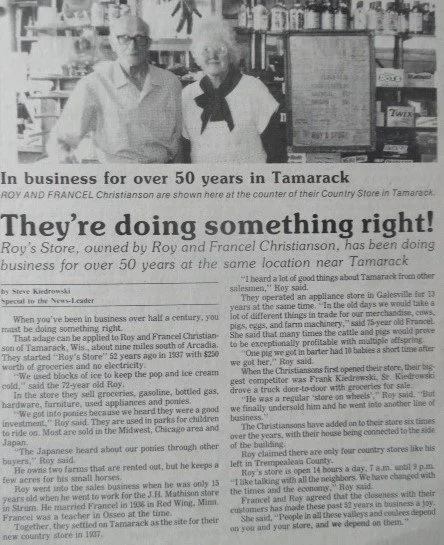 DOTS
TWIX
ROY'S STORE
In business for over 50 years in Tamarack
ROY AND FRANCEL Christianson are shown here at the counter of their Country Store in Tamarack.
They're doing something right!
Roy's Store, owned by Roy and Francel Christianson, has been doing
business for over 50 years at the same location near Tamarack
by Steve Kiedrowski
Special to the News-Leader
When you've been in business over half a century, you
must be doing something right.
That adage can be applied to Roy and Francel Christian-
son of Tamarack, Wis., about nine miles south of Arcadia.
They started "Roy's Store" 52 years ago in 1937 with $250
worth of groceries and no electricity.
"We used blocks of ice to keep the pop and ice cream
cold," said the 72-year old Roy.
In the store they sell groceries, gasoline, bottled gas,
hardware, furniture, used appliances and ponies.
"We got into ponies because we heard they were a good
investment," Roy said. They are used in parks for children
to ride on. Most are sold in the Midwest, Chicago area and
Japan.
"The Japanese heard about our ponies through other
buyers," Roy said.
He owns two farms that are rented out, but he keeps a
few acres for his small horses.
Roy went into the sales business when he was only 15
years old when he went to work for the J.H. Mathison store
in Strum. He married Francel in 1936 in Red Wing, Minn.
Francel was a teacher in Osseo at the time.
Together, they settled on Tamarack as the site for their
new country store in 1937.
"I heard a lot of good things about Tamarack from other
salesmen," Roy said.
They operated an appliance store in Galesville for 13
years at the same time. "In the old days we would take a
lot of different things in trade for our merchandise, cows,
pigs, eggs, and farm machinery," said 75-year old Francel.
She said that many times the cattle and pigs would prove
to be exceptionally profitable with multiple offspring.
"One pig we got in barter had 10 babies a short time after
we got her," Roy said.
When the Christiansons first opened their store, their big-
gest competitor was Frank Kiedrowski, Sr. Kiedrowski
drove a truck door-to-door with groceries for sale.
"He was a regular 'store on wheels'," Roy said. "But
we finally undersold him and he went into another line of
business."
The Christiansons have added on to their store six times
over the years, with their house being connected to the side
of the building.
Roy claimed there are only four country stores like his
left in Trempealeau County.
Roy's store is open 14 hours a day, 7 a.m. until 9 p.m.
"I like talking with all the neighbors. We have changed with
the times and the economy," Roy said.
Francel and Roy agreed that the closeness with their
customers has made these past 50 years in business a joy.
She said, "People in all these valleys and coulees depend
on you and your store, and we depend on them."